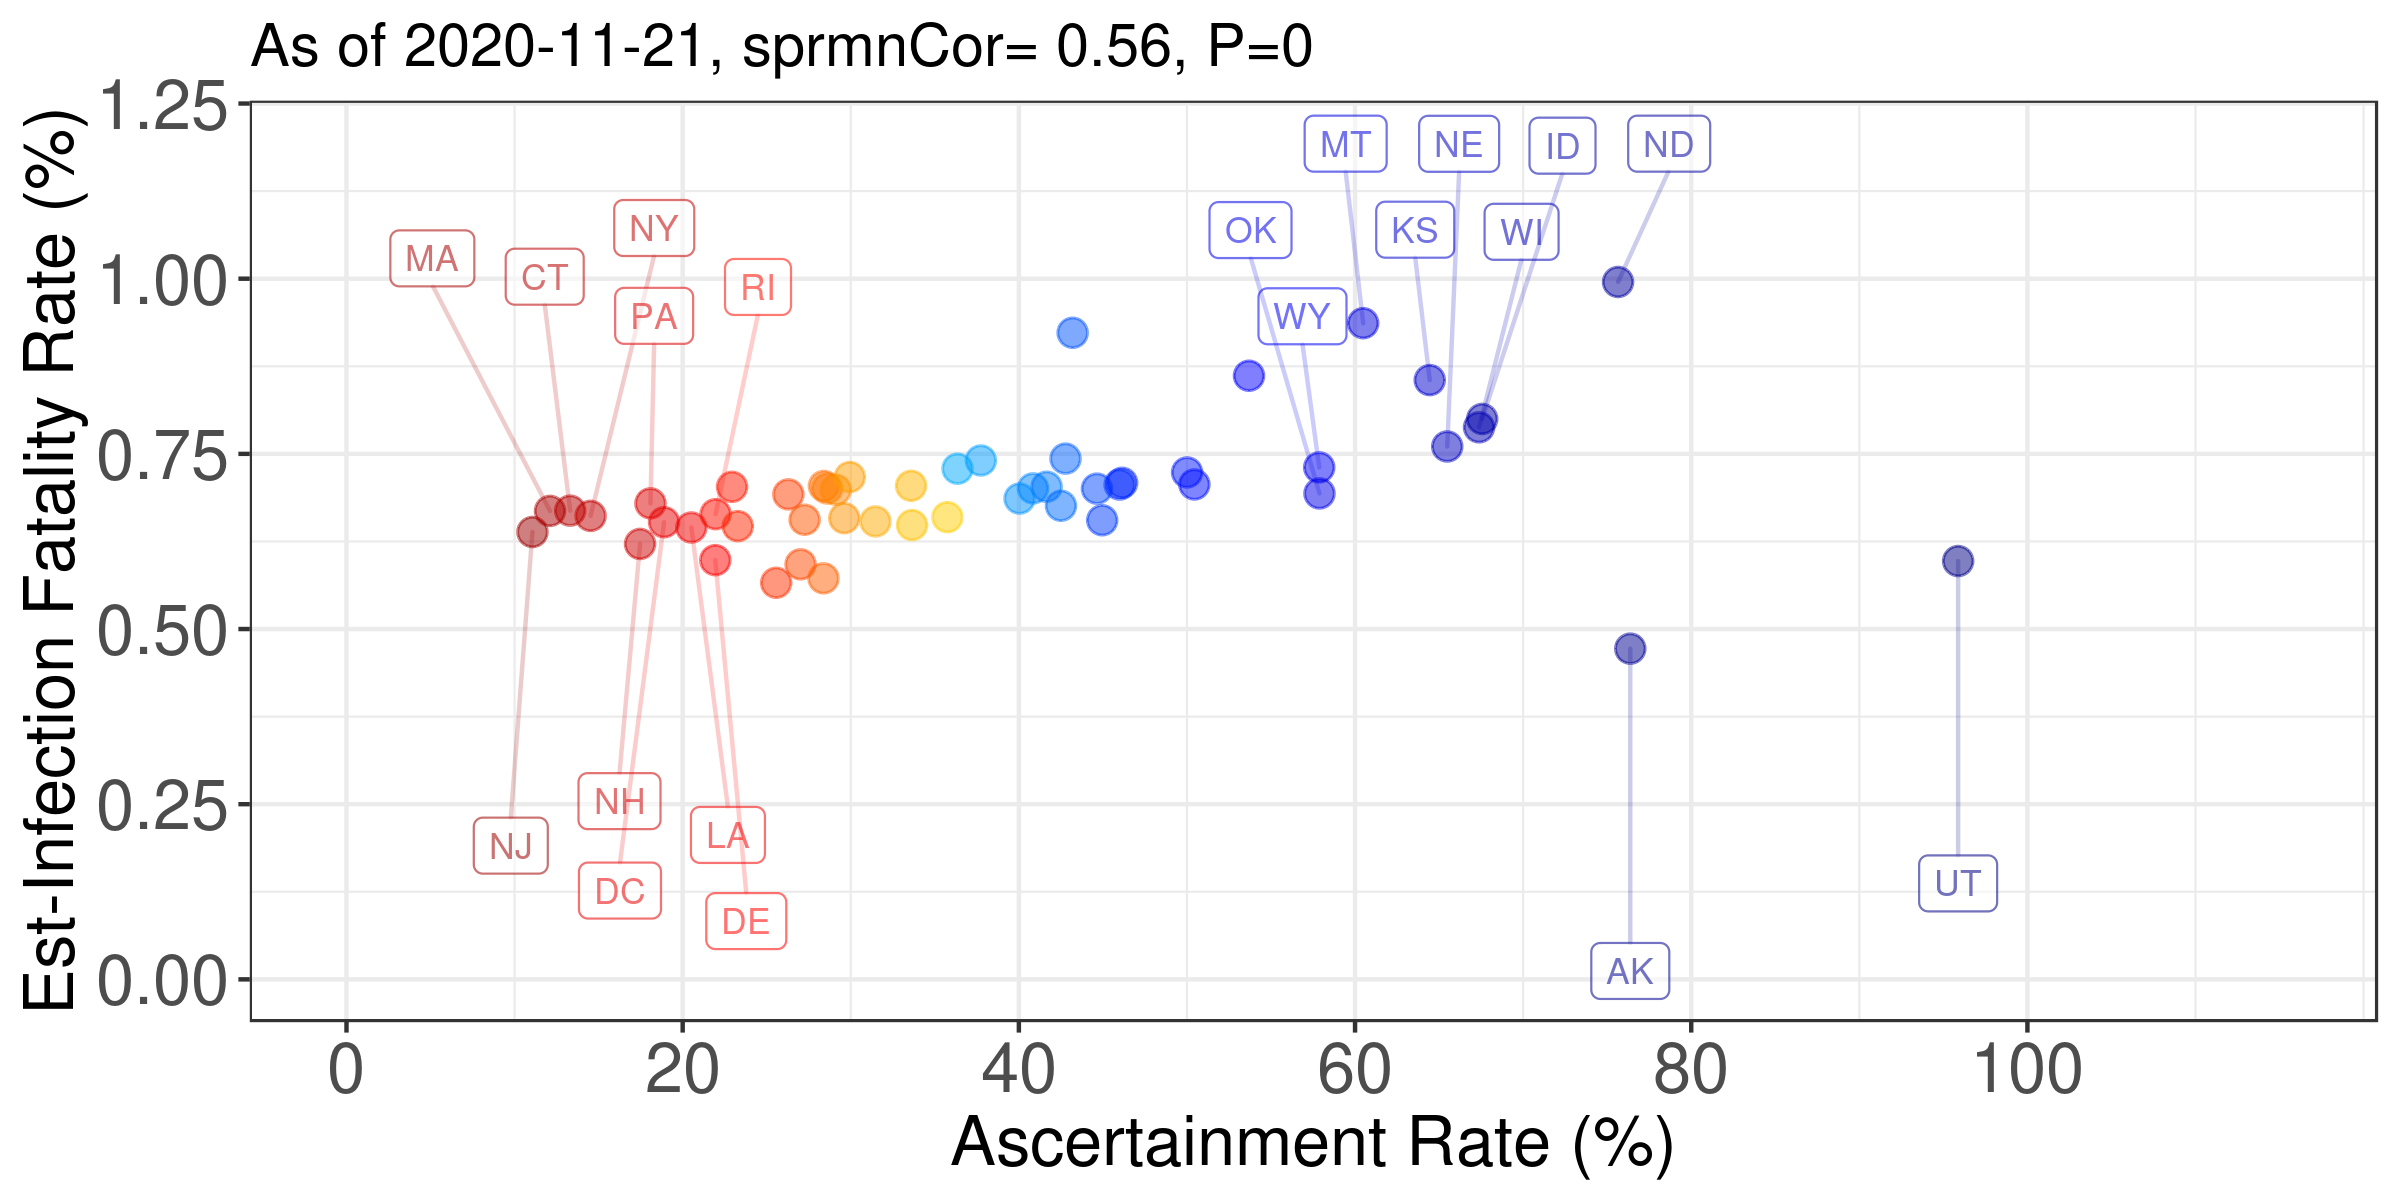 As of 2020-11-21, sprmnCor= 0.56, P=0
Est-Infection Fatality Rate (%)
1.25
1.00
0.75
0.50
0.25
0.00
MT
NE
ID
ND
NY
OK
KS
WI
MA
CT
RI
PA
WY
NH
LA
NJ
DC
DE
UT
AK
0
20
40
60
80
100
Ascertainment Rate (%)